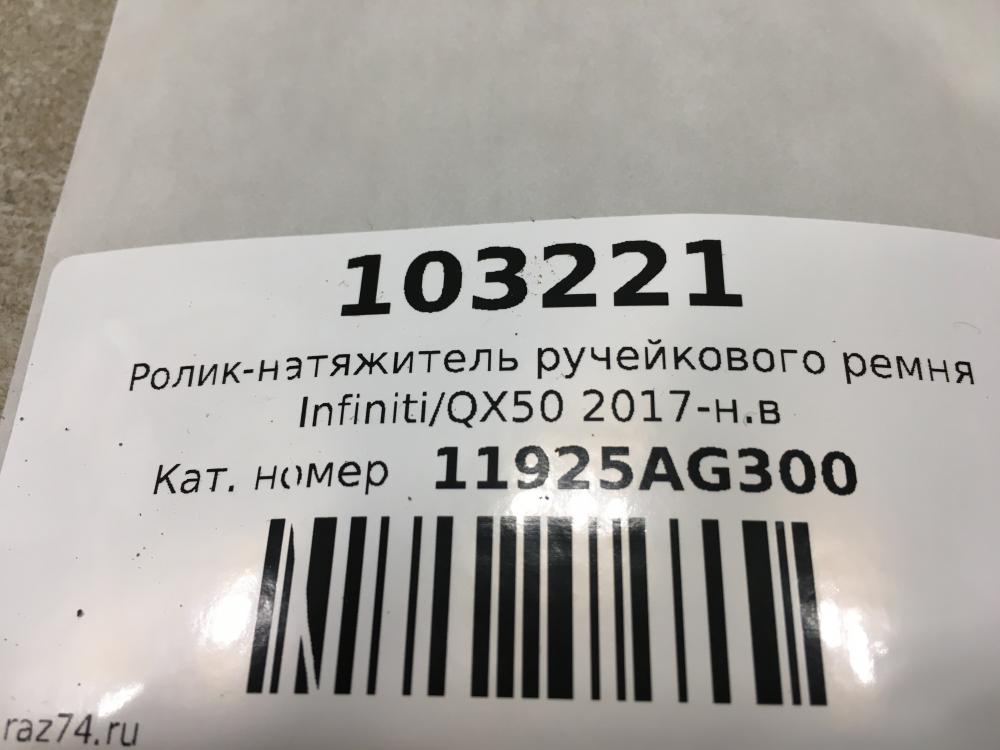 103221
Ролик-натяжитель ручейкового ремня
Infiniti/QX50 2017-н.в
Кат. номер 11925AG300
raz74.ru